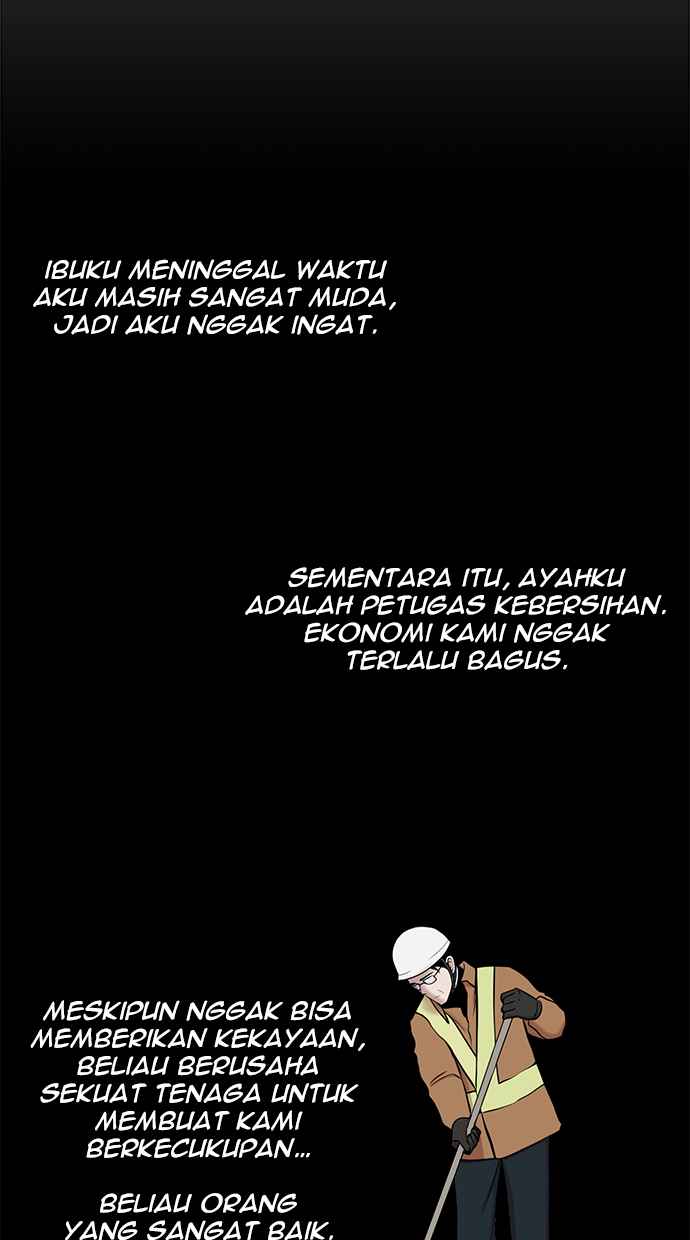 IBUKU MENINGGAL WAKTU
AKU MASIH SANGAT MUDA,
JADI AKU NGGAK INGAT.
SEMENTARA ITU, AYAHKU
ADALAH PETUGAS KEBERSIHAN.
EKONOMI KAMI NGGAK
TERLALU BAGUS.
MESKIPUN NGGAK BISA
MEMBERIKAN KEKAYAAN,
BELIAU BERUSAHA
SEKUAT TENAGA UNTUK
MEMBUAT KAMI
BERKECUKUPAN...
BELIAU ORANG
YANG SANGAT BAIK.